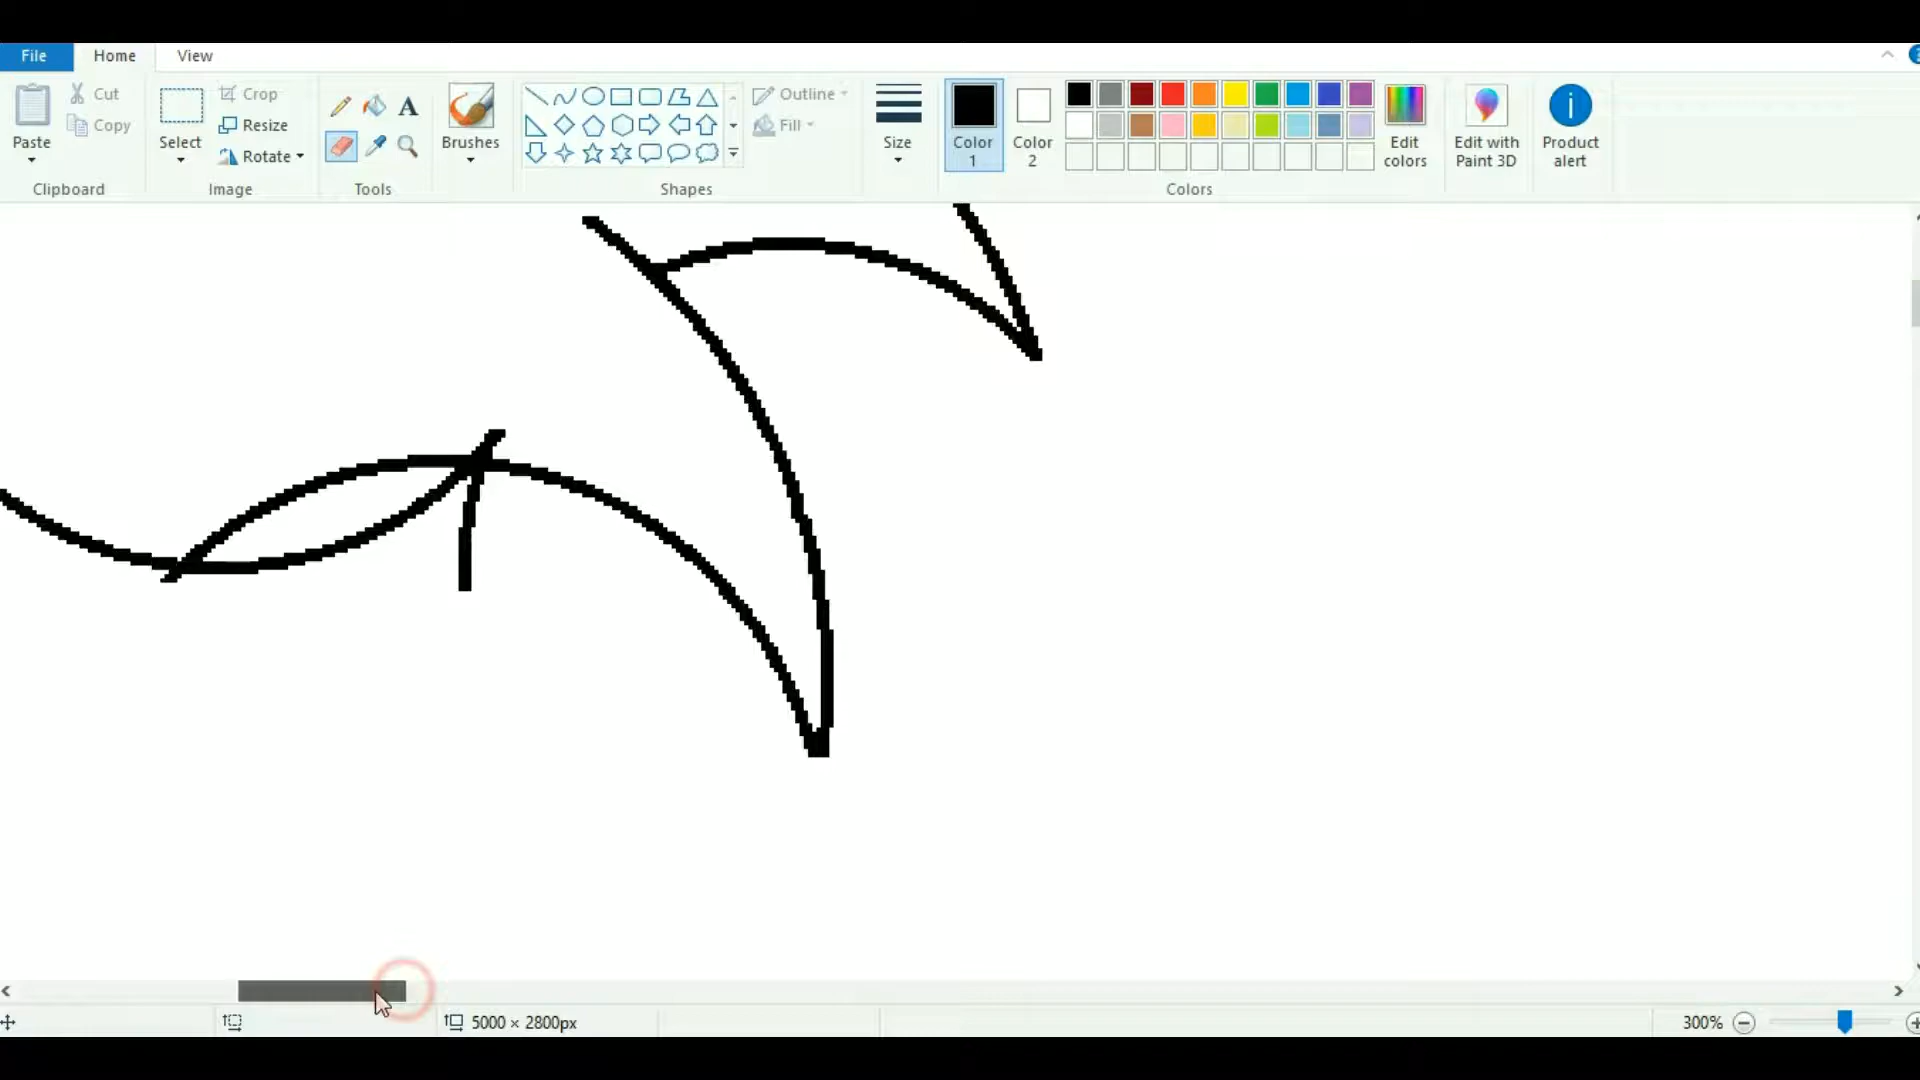 File Home View
Paste
Cut
Copy
Clipboard
Select
Crop
Resize
Rotate
Image
A
Tools
Brushes
Outline
Fill
Shapes
Size
Color
1
Color
2
Edit
colors
Colors
Edit with
Paint 3D
Product
alert
5000 × 2800px
300%